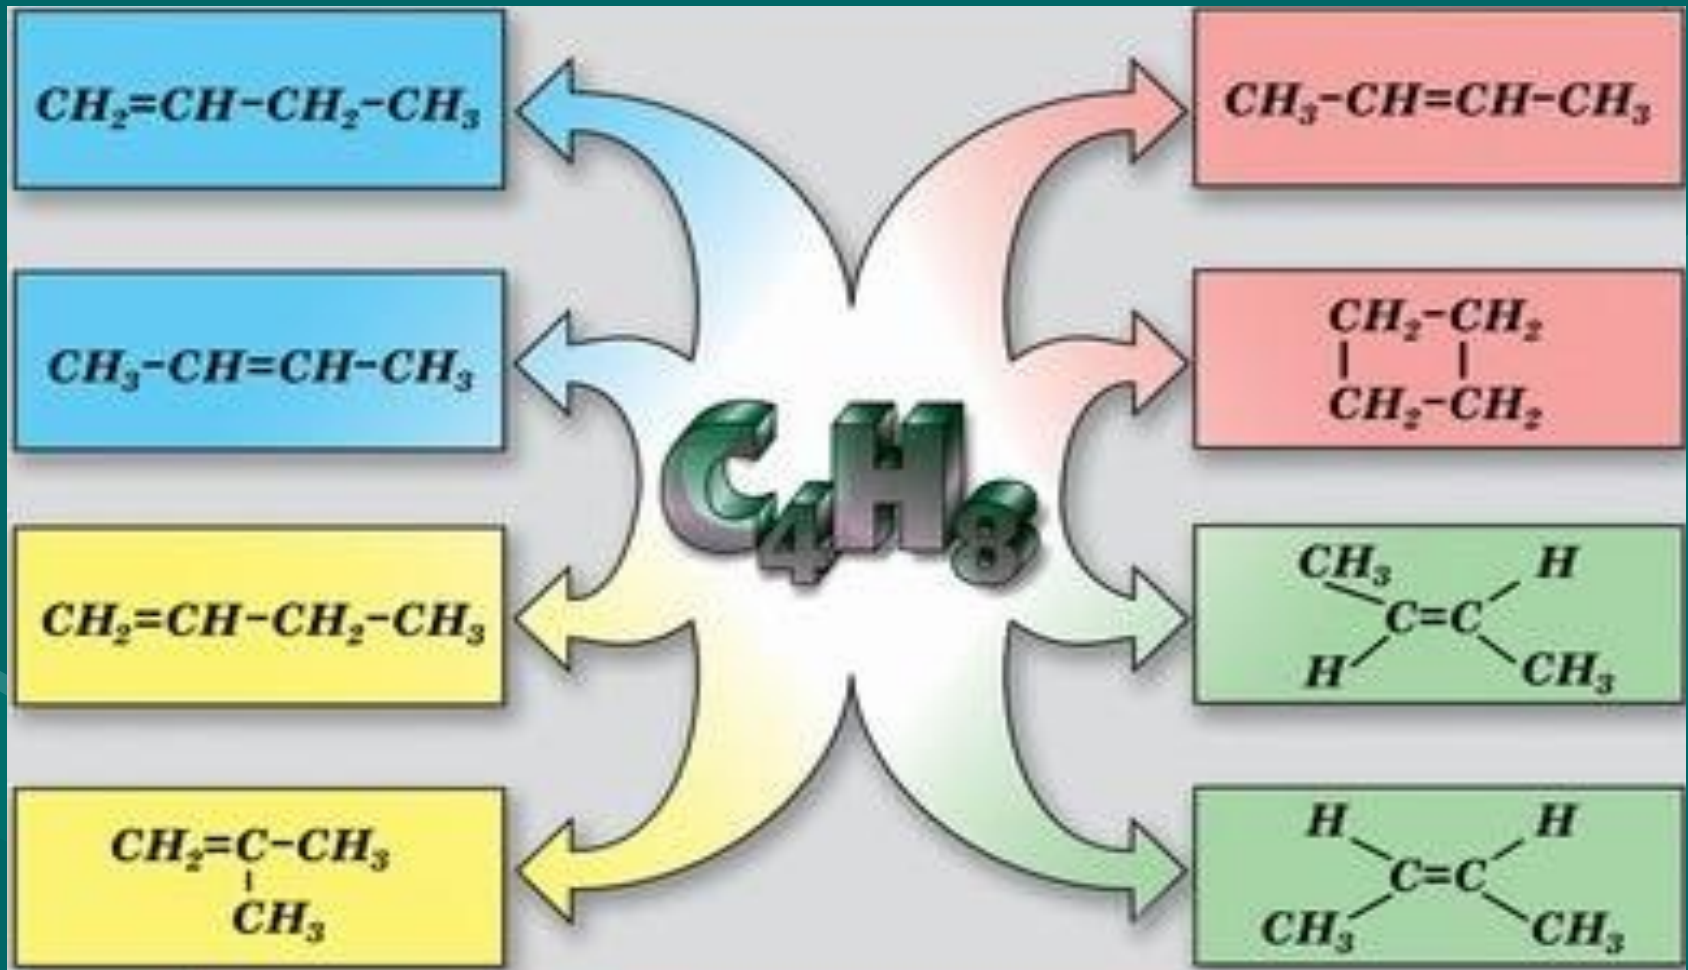 CH₂=CH-CH₂-CH₃
CH₃-CH=CH-CH₃
CH₂=CH-CH₂-CH₃
CH₂=C-CH₃
CH₃
C₄H₈
CH₃-CH=CH-CH₃
CH₂-CH₂
CH₂-CH₂
CH₃ H
C=C
H CH₃
H H
C=C
CH₃ CH₃